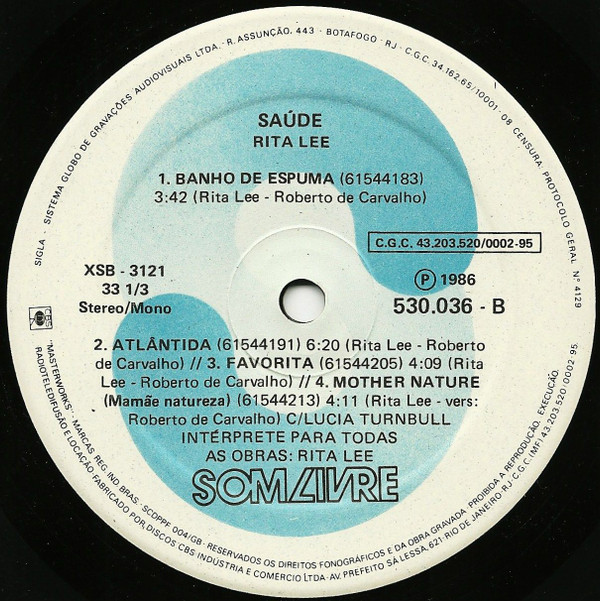 SIGLA · SISTEMA GLOBO DE GRAVAÇÕES AUDIOVISUAIS LTDA. · R. ASSUNÇÃO, 443 · BOTAFOGO · RJ · C.G.C. 34.162.65/10001 · 08 CENSURA: PROTOCOLO GERAL Nº 4129
SAÚDE
RITA LEE
1. BANHO DE ESPUMA (61544183)
3:42 (Rita Lee - Roberto de Carvalho)
C.G.C. 43.203.520/0002-95
XSB - 3121
33 1/3
Stereo/Mono
P 1986
530.036 - B
CBS
2. ATLÂNTIDA (61544191) 6:20 (Rita Lee - Roberto
de Carvalho) // 3. FAVORITA (61544205) 4:09 (Rita
Lee - Roberto de Carvalho) // 4. MOTHER NATURE
(Mamãe natureza) (61544213) 4:11 (Rita Lee - vers:
Roberto de Carvalho) C/LUCIA TURNBULL
INTÉRPRETE PARA TODAS
AS OBRAS: RITA LEE
SOM LIVRE
"MASTERWORKS" · MARCAS REG. IND BRAS. · SCDPPF 004/GB · RESERVADOS OS DIREITOS FONOGRÁFICOS E DA OBRA GRAVADA · PROIBIDA A REPRODUÇÃO, EXECUÇÃO,
RADIOTELEDIFUSÃO E LOCAÇÃO FABRICADO POR, DISCOS CBS INDÚSTRIA E COMÉRCIO LTDA · AV. PREFEITO SÁ LESSA, 621 · RIO DE JANEIRO · RJ · C.G.C.(MF) 43.203.520/0002 95.